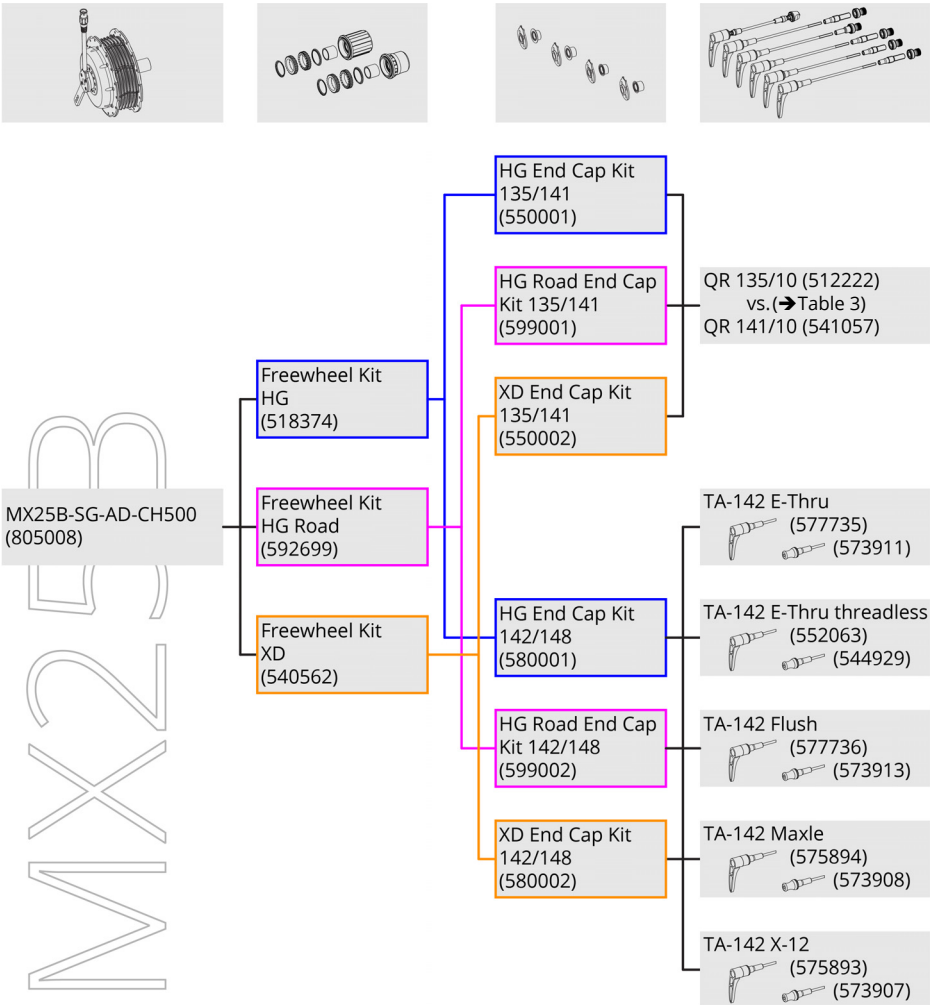 HG End Cap Kit
135/141
(550001)
HG Road End Cap
Kit 135/141
(599001)
QR 135/10 (512222)
vs.(➔Table 3)
QR 141/10 (541057)
Freewheel Kit
HG
(518374)
XD End Cap Kit
135/141
(550002)
MX25B
MX25B-SG-AD-CH500
(805008)
Freewheel Kit
HG Road
(592699)
TA-142 E-Thru
(577735)
(573911)
Freewheel Kit
XD
(540562)
HG End Cap Kit
142/148
(580001)
TA-142 E-Thru threadless
(552063)
(544929)
HG Road End Cap
Kit 142/148
(599002)
TA-142 Flush
(577736)
(573913)
XD End Cap Kit
142/148
(580002)
TA-142 Maxle
(575894)
(573908)
TA-142 X-12
(575893)
(573907)